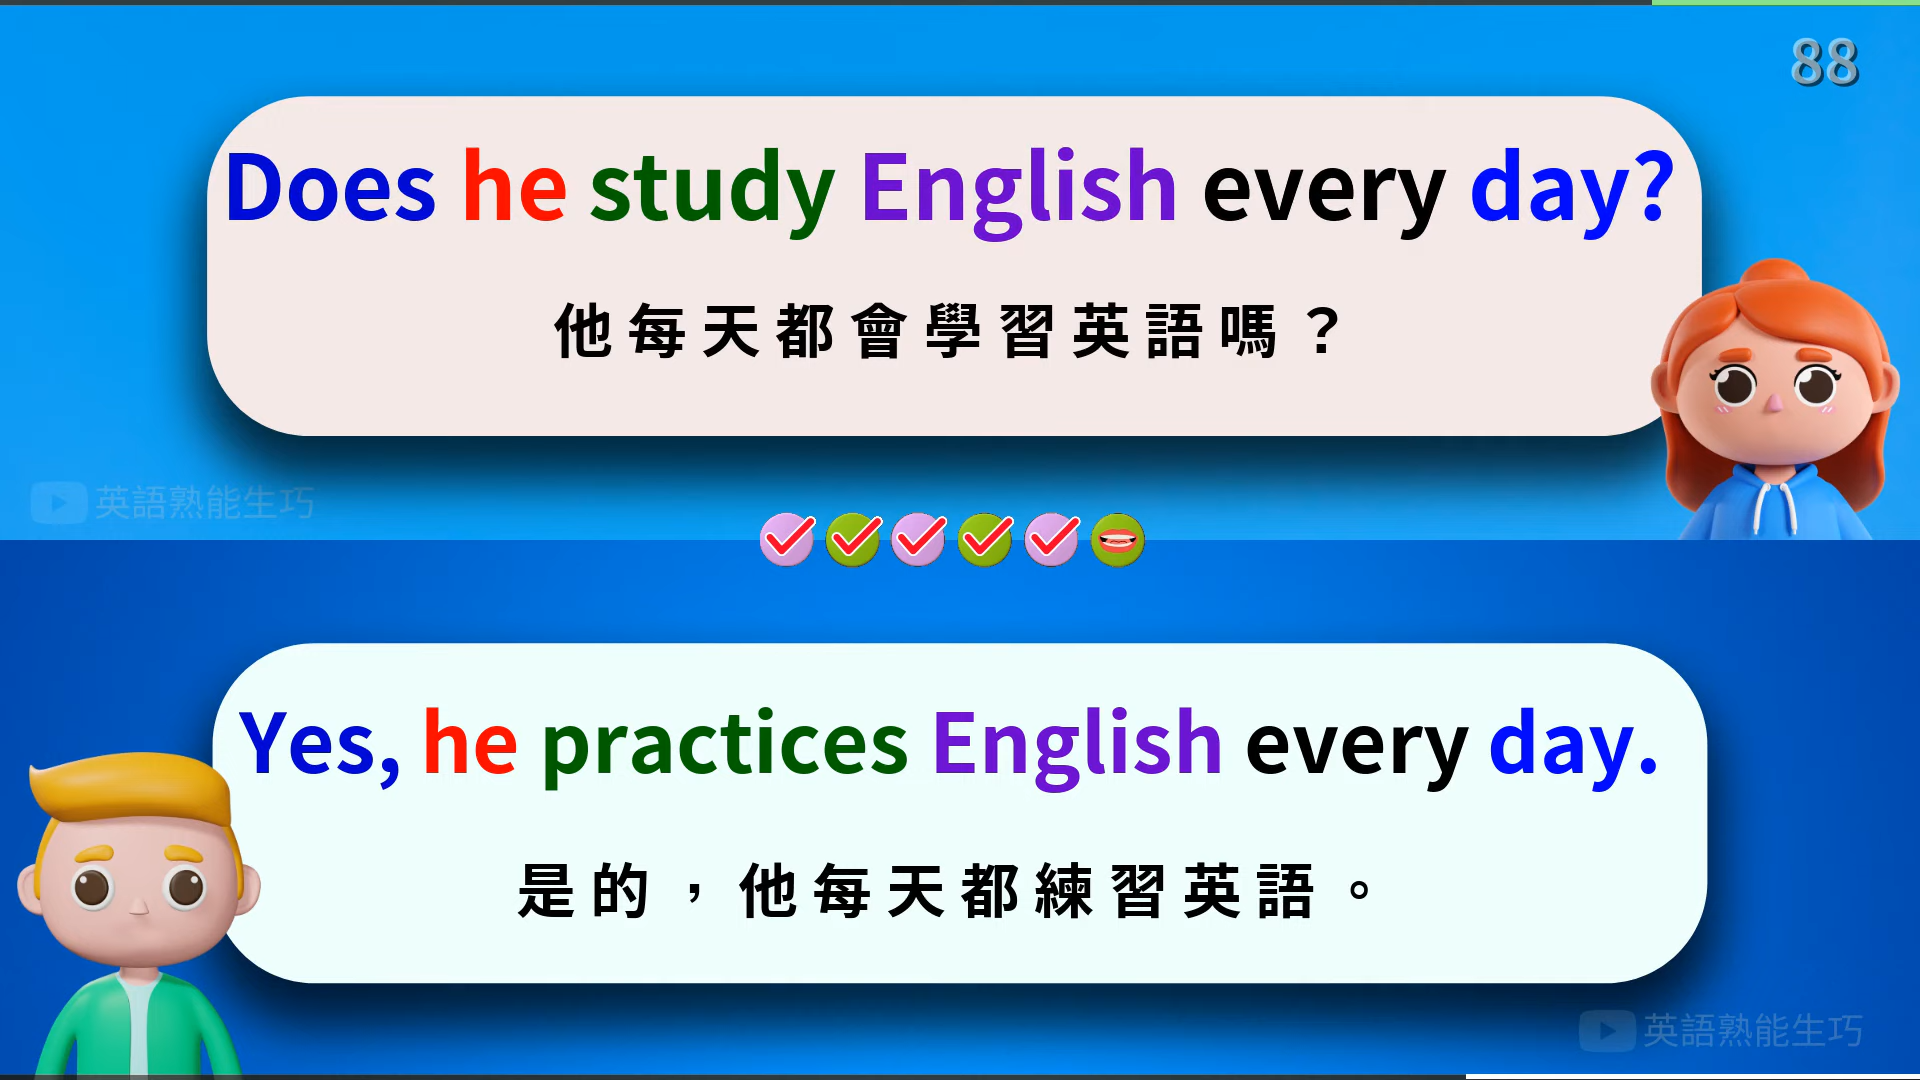 88
Does he study English every day?
他每天都會學習英語嗎？
英語熟能生巧
Yes, he practices English every day.
是的，他每天都練習英語。
英語熟能生巧